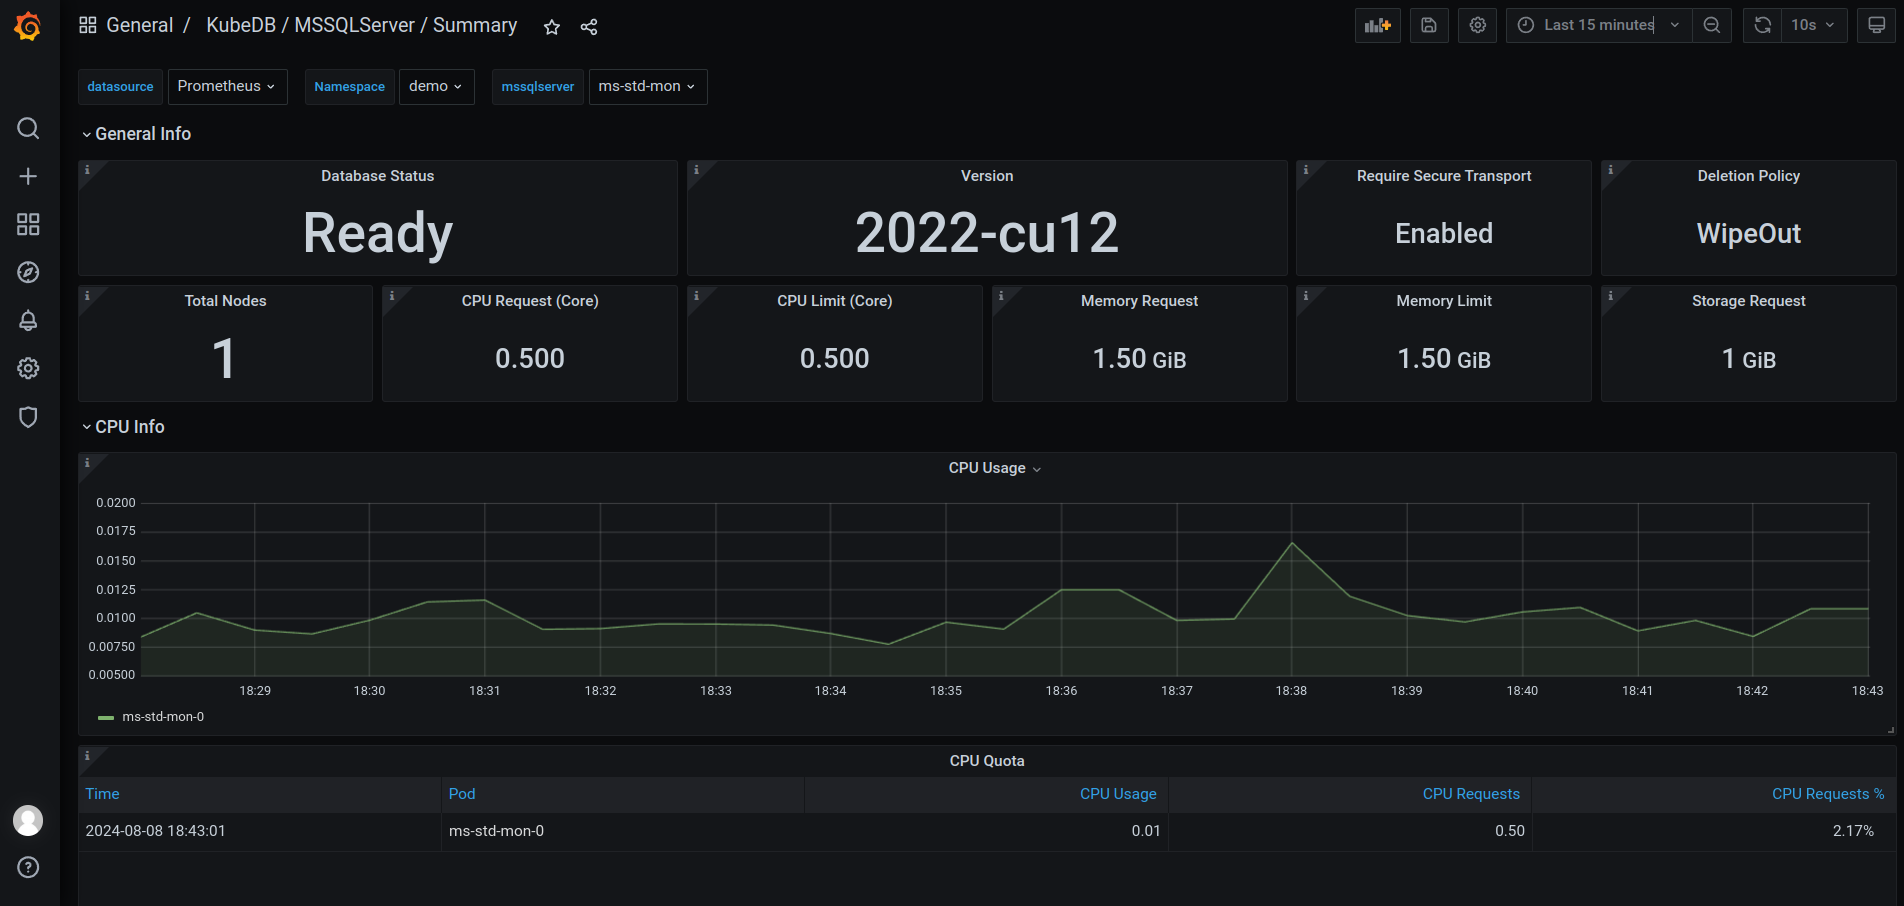 General / KubeDB / MSSQLServer / Summary
Last 15 minutes
10s
datasource Prometheus Namespace demo mssqlserver ms-std-mon
General Info
Database Status
Ready
Version
2022-cu12
Require Secure Transport
Enabled
Deletion Policy
WipeOut
Total Nodes
1
CPU Request (Core)
0.500
CPU Limit (Core)
0.500
Memory Request
1.50 GiB
Memory Limit
1.50 GiB
Storage Request
1 GiB
CPU Info
CPU Usage
0.0200
0.0175
0.0150
0.0125
0.0100
0.00750
0.00500
18:29 18:30 18:31 18:32 18:33 18:34 18:35 18:36 18:37 18:38 18:39 18:40 18:41 18:42 18:43
ms-std-mon-0
CPU Quota
Time Pod CPU Usage CPU Requests CPU Requests %
2024-08-08 18:43:01 ms-std-mon-0 0.01 0.50 2.17%